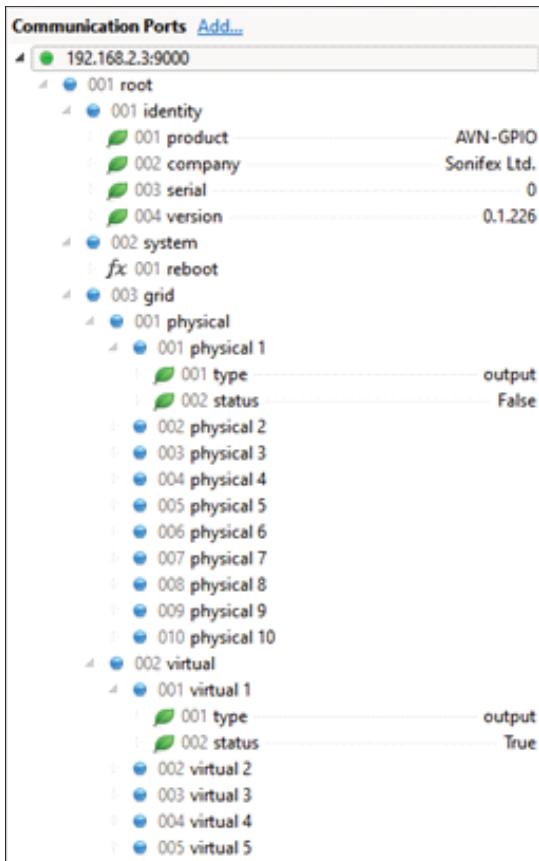 Communication Ports Add...
192.168.2.3:9000
001 root
001 identity
001 product AVN-GPIO
002 company Sonifex Ltd.
003 serial 0
004 version 0.1.226
002 system
fx 001 reboot
003 grid
001 physical
001 physical 1
001 type output
002 status False
002 physical 2
003 physical 3
004 physical 4
005 physical 5
006 physical 6
007 physical 7
008 physical 8
009 physical 9
010 physical 10
002 virtual
001 virtual 1
001 type output
002 status True
002 virtual 2
003 virtual 3
004 virtual 4
005 virtual 5